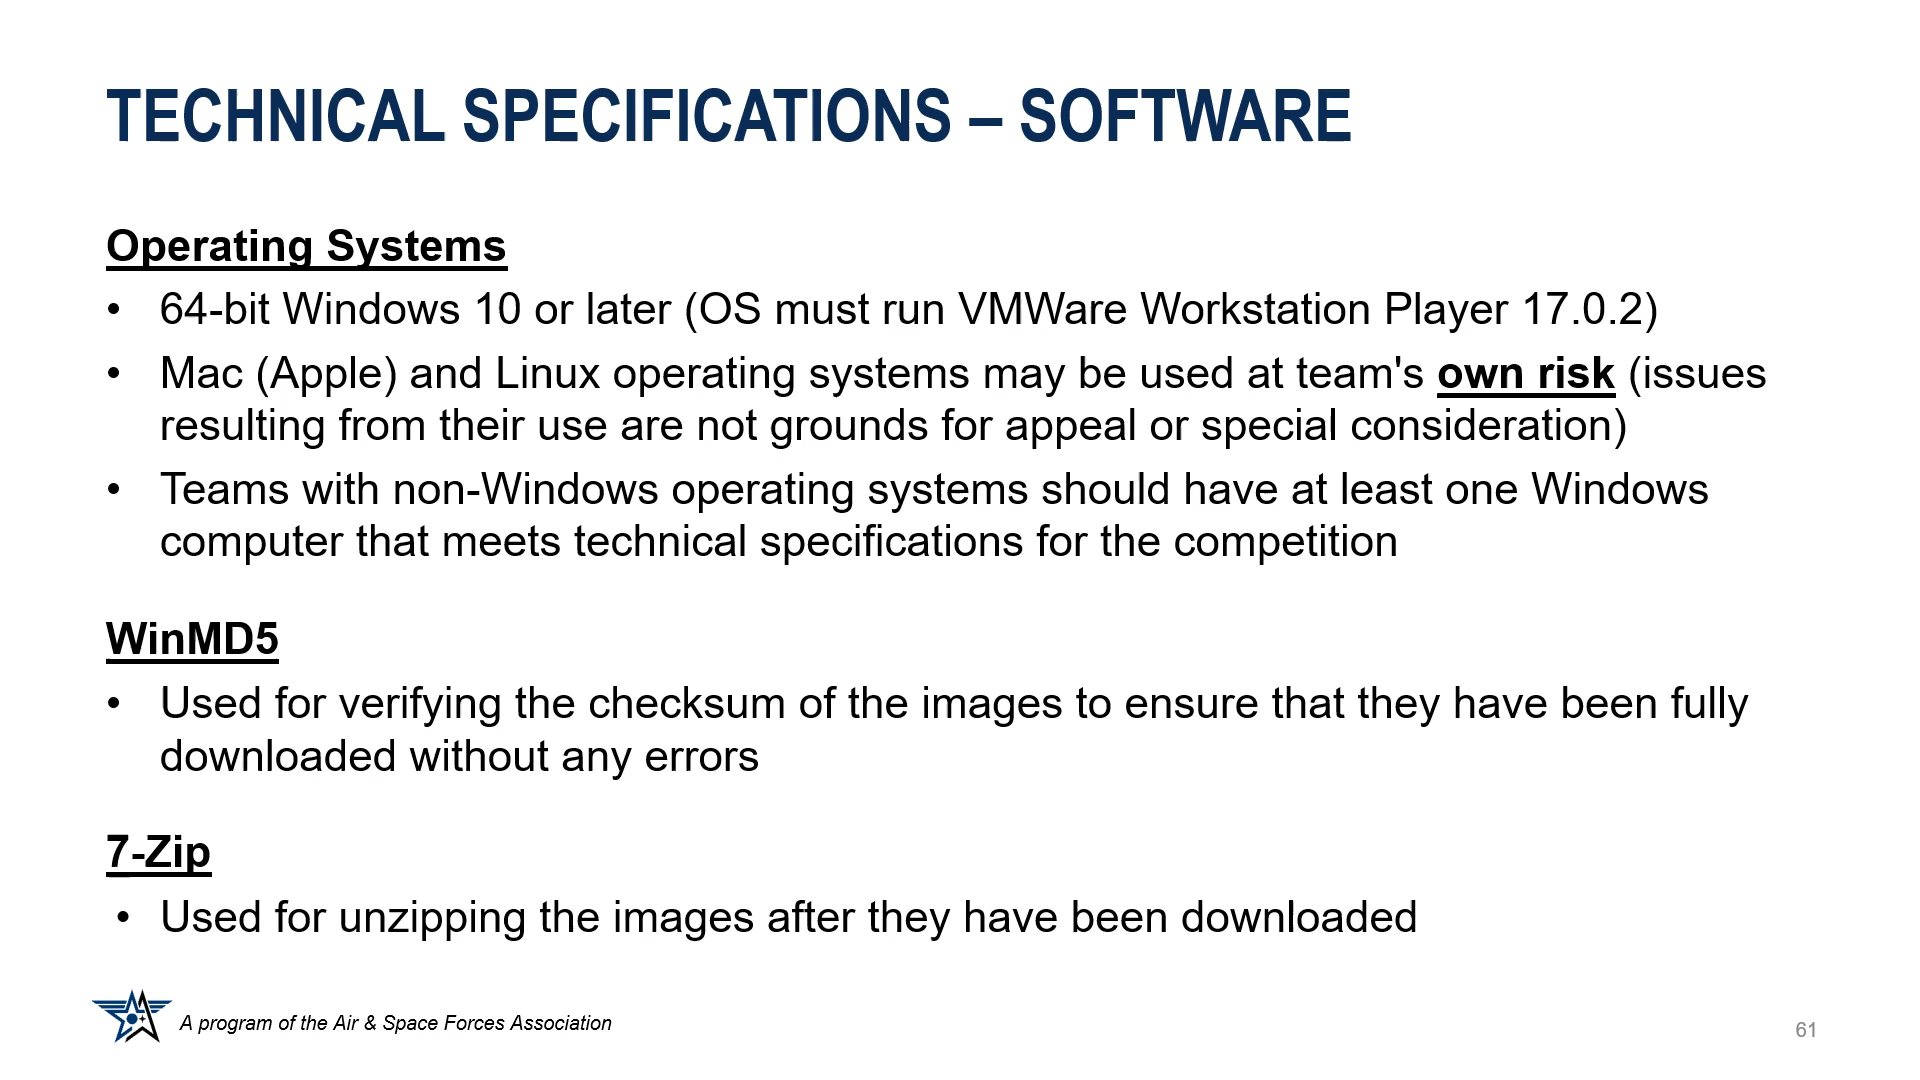 TECHNICAL SPECIFICATIONS – SOFTWARE
Operating Systems
• 64-bit Windows 10 or later (OS must run VMWare Workstation Player 17.0.2)
• Mac (Apple) and Linux operating systems may be used at team's own risk (issues
resulting from their use are not grounds for appeal or special consideration)
• Teams with non-Windows operating systems should have at least one Windows
computer that meets technical specifications for the competition
WinMD5
• Used for verifying the checksum of the images to ensure that they have been fully
downloaded without any errors
7-Zip
• Used for unzipping the images after they have been downloaded
A program of the Air & Space Forces Association
61